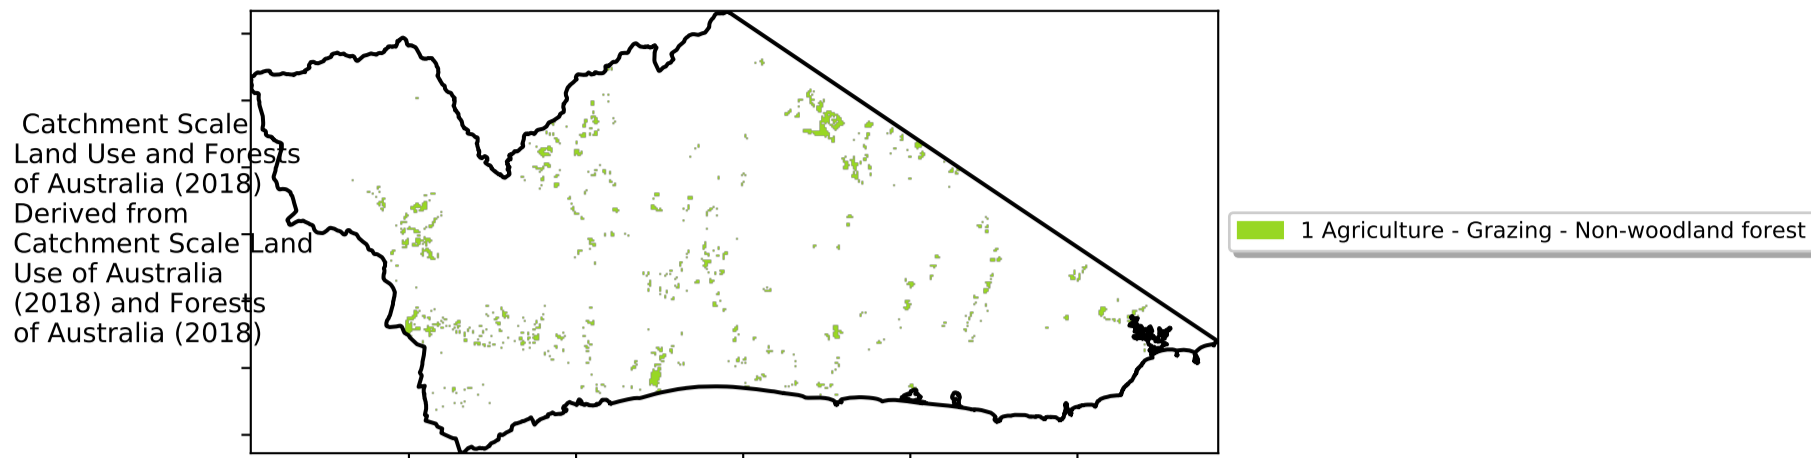 Catchment Scale
Land Use and Forests
of Australia (2018)
Derived from
Catchment Scale Land
Use of Australia
(2018) and Forests
of Australia (2018)
1 Agriculture - Grazing - Non-woodland forest